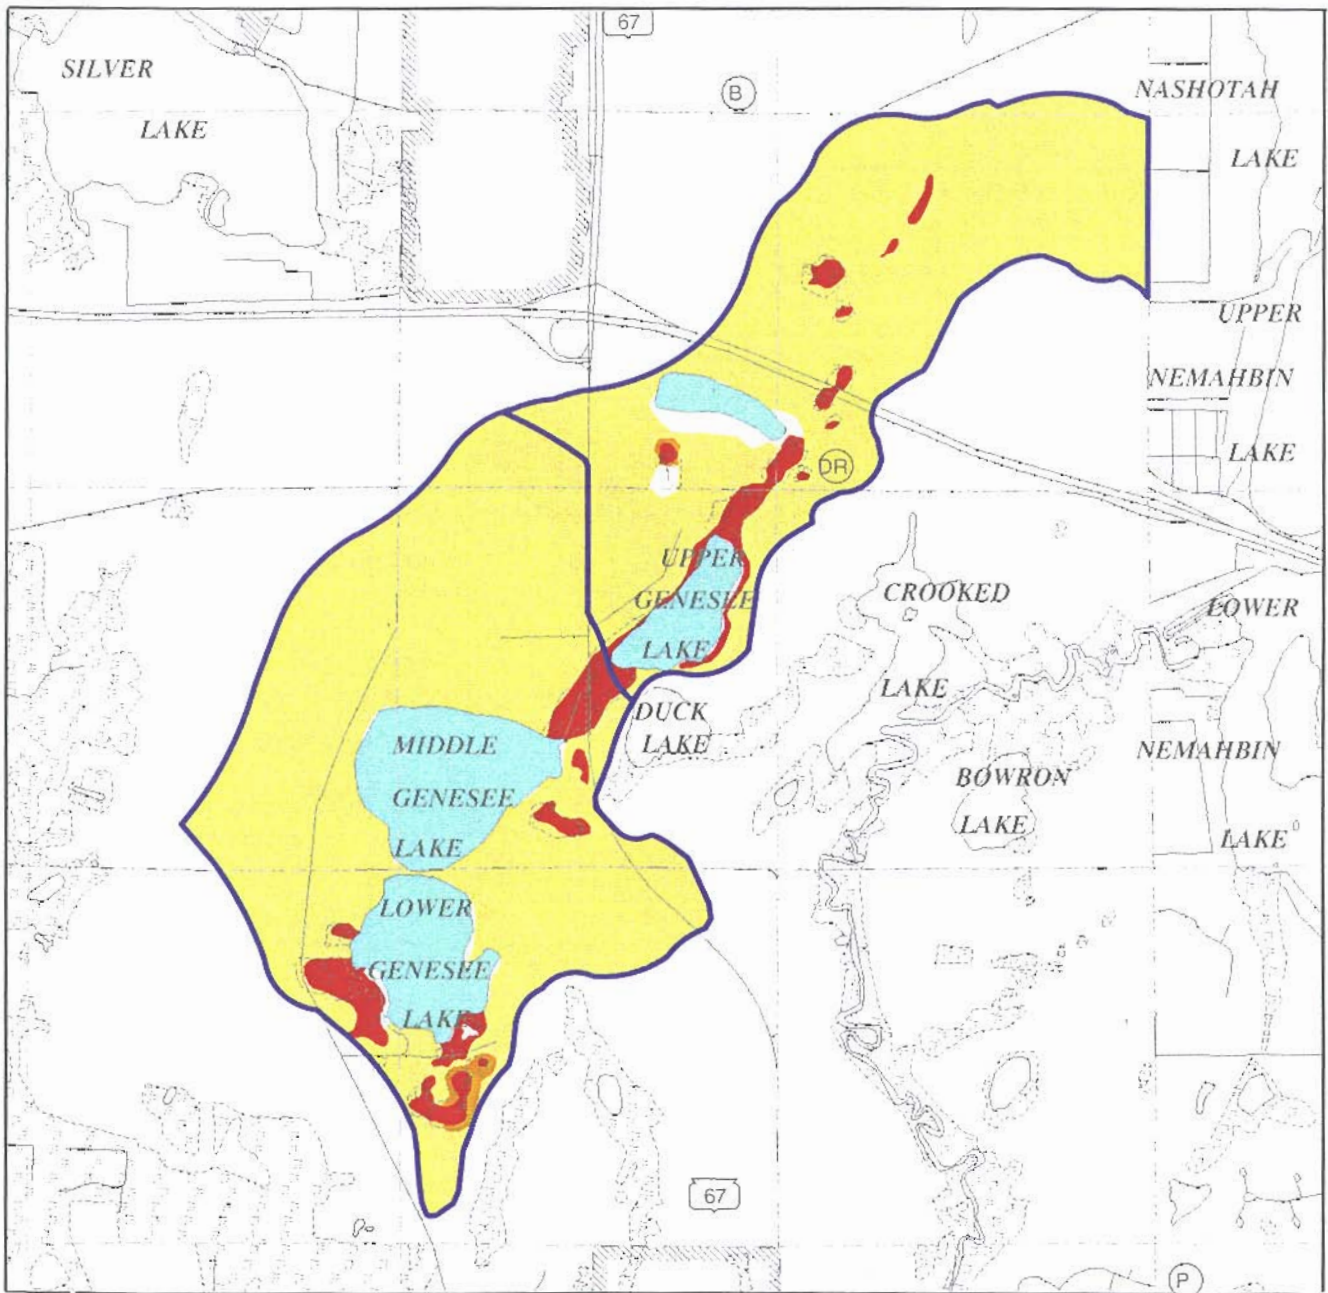 67
SILVER
LAKE
B
NASHOTAH
LAKE
UPPER
NEMAHBIN
LAKE
DR
UPPER
GENESEE
LAKE
CROOKED
LAKE
LOWER
NEMAHBIN
LAKE
DUCK
LAKE
MIDDLE
GENESEE
LAKE
BOWRON
LAKE
LOWER
GENESEE
LAKE
67
P